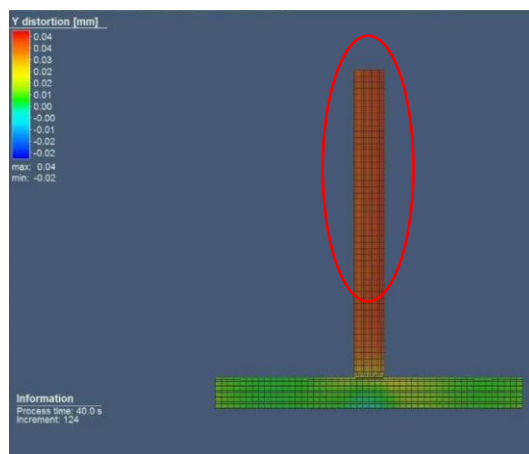 Y distortion [mm]
0.04
0.04
0.03
0.02
0.02
0.01
0.00
-0.00
-0.01
-0.02
-0.02
max: 0.04
min: -0.02
Information
Process time: 40.0 s
Increment: 124